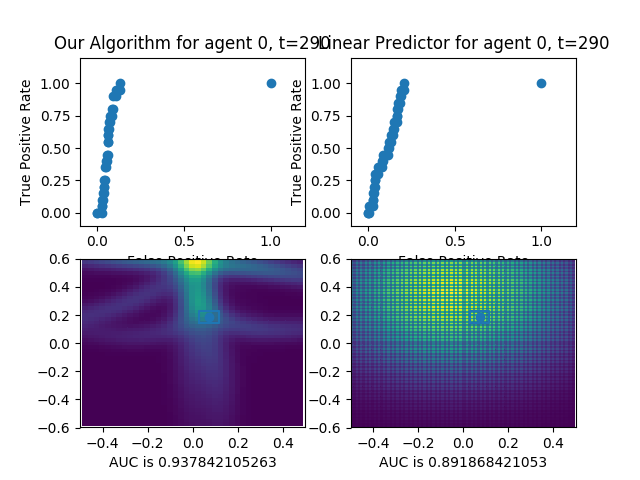 Our Algorithm for agent 0, t=290
Linear Predictor for agent 0, t=290
True Positive Rate
1.00
0.75
0.50
0.25
0.00
0.0 0.5 1.0
False Positive Rate
True Positive Rate
1.00
0.75
0.50
0.25
0.00
0.0 0.5 1.0
False Positive Rate
0.6
0.4
0.2
0.0
−0.2
−0.4
−0.6
−0.4 −0.2 0.0 0.2 0.4
AUC is 0.937842105263
0.6
0.4
0.2
0.0
−0.2
−0.4
−0.6
−0.4 −0.2 0.0 0.2 0.4
AUC is 0.891868421053